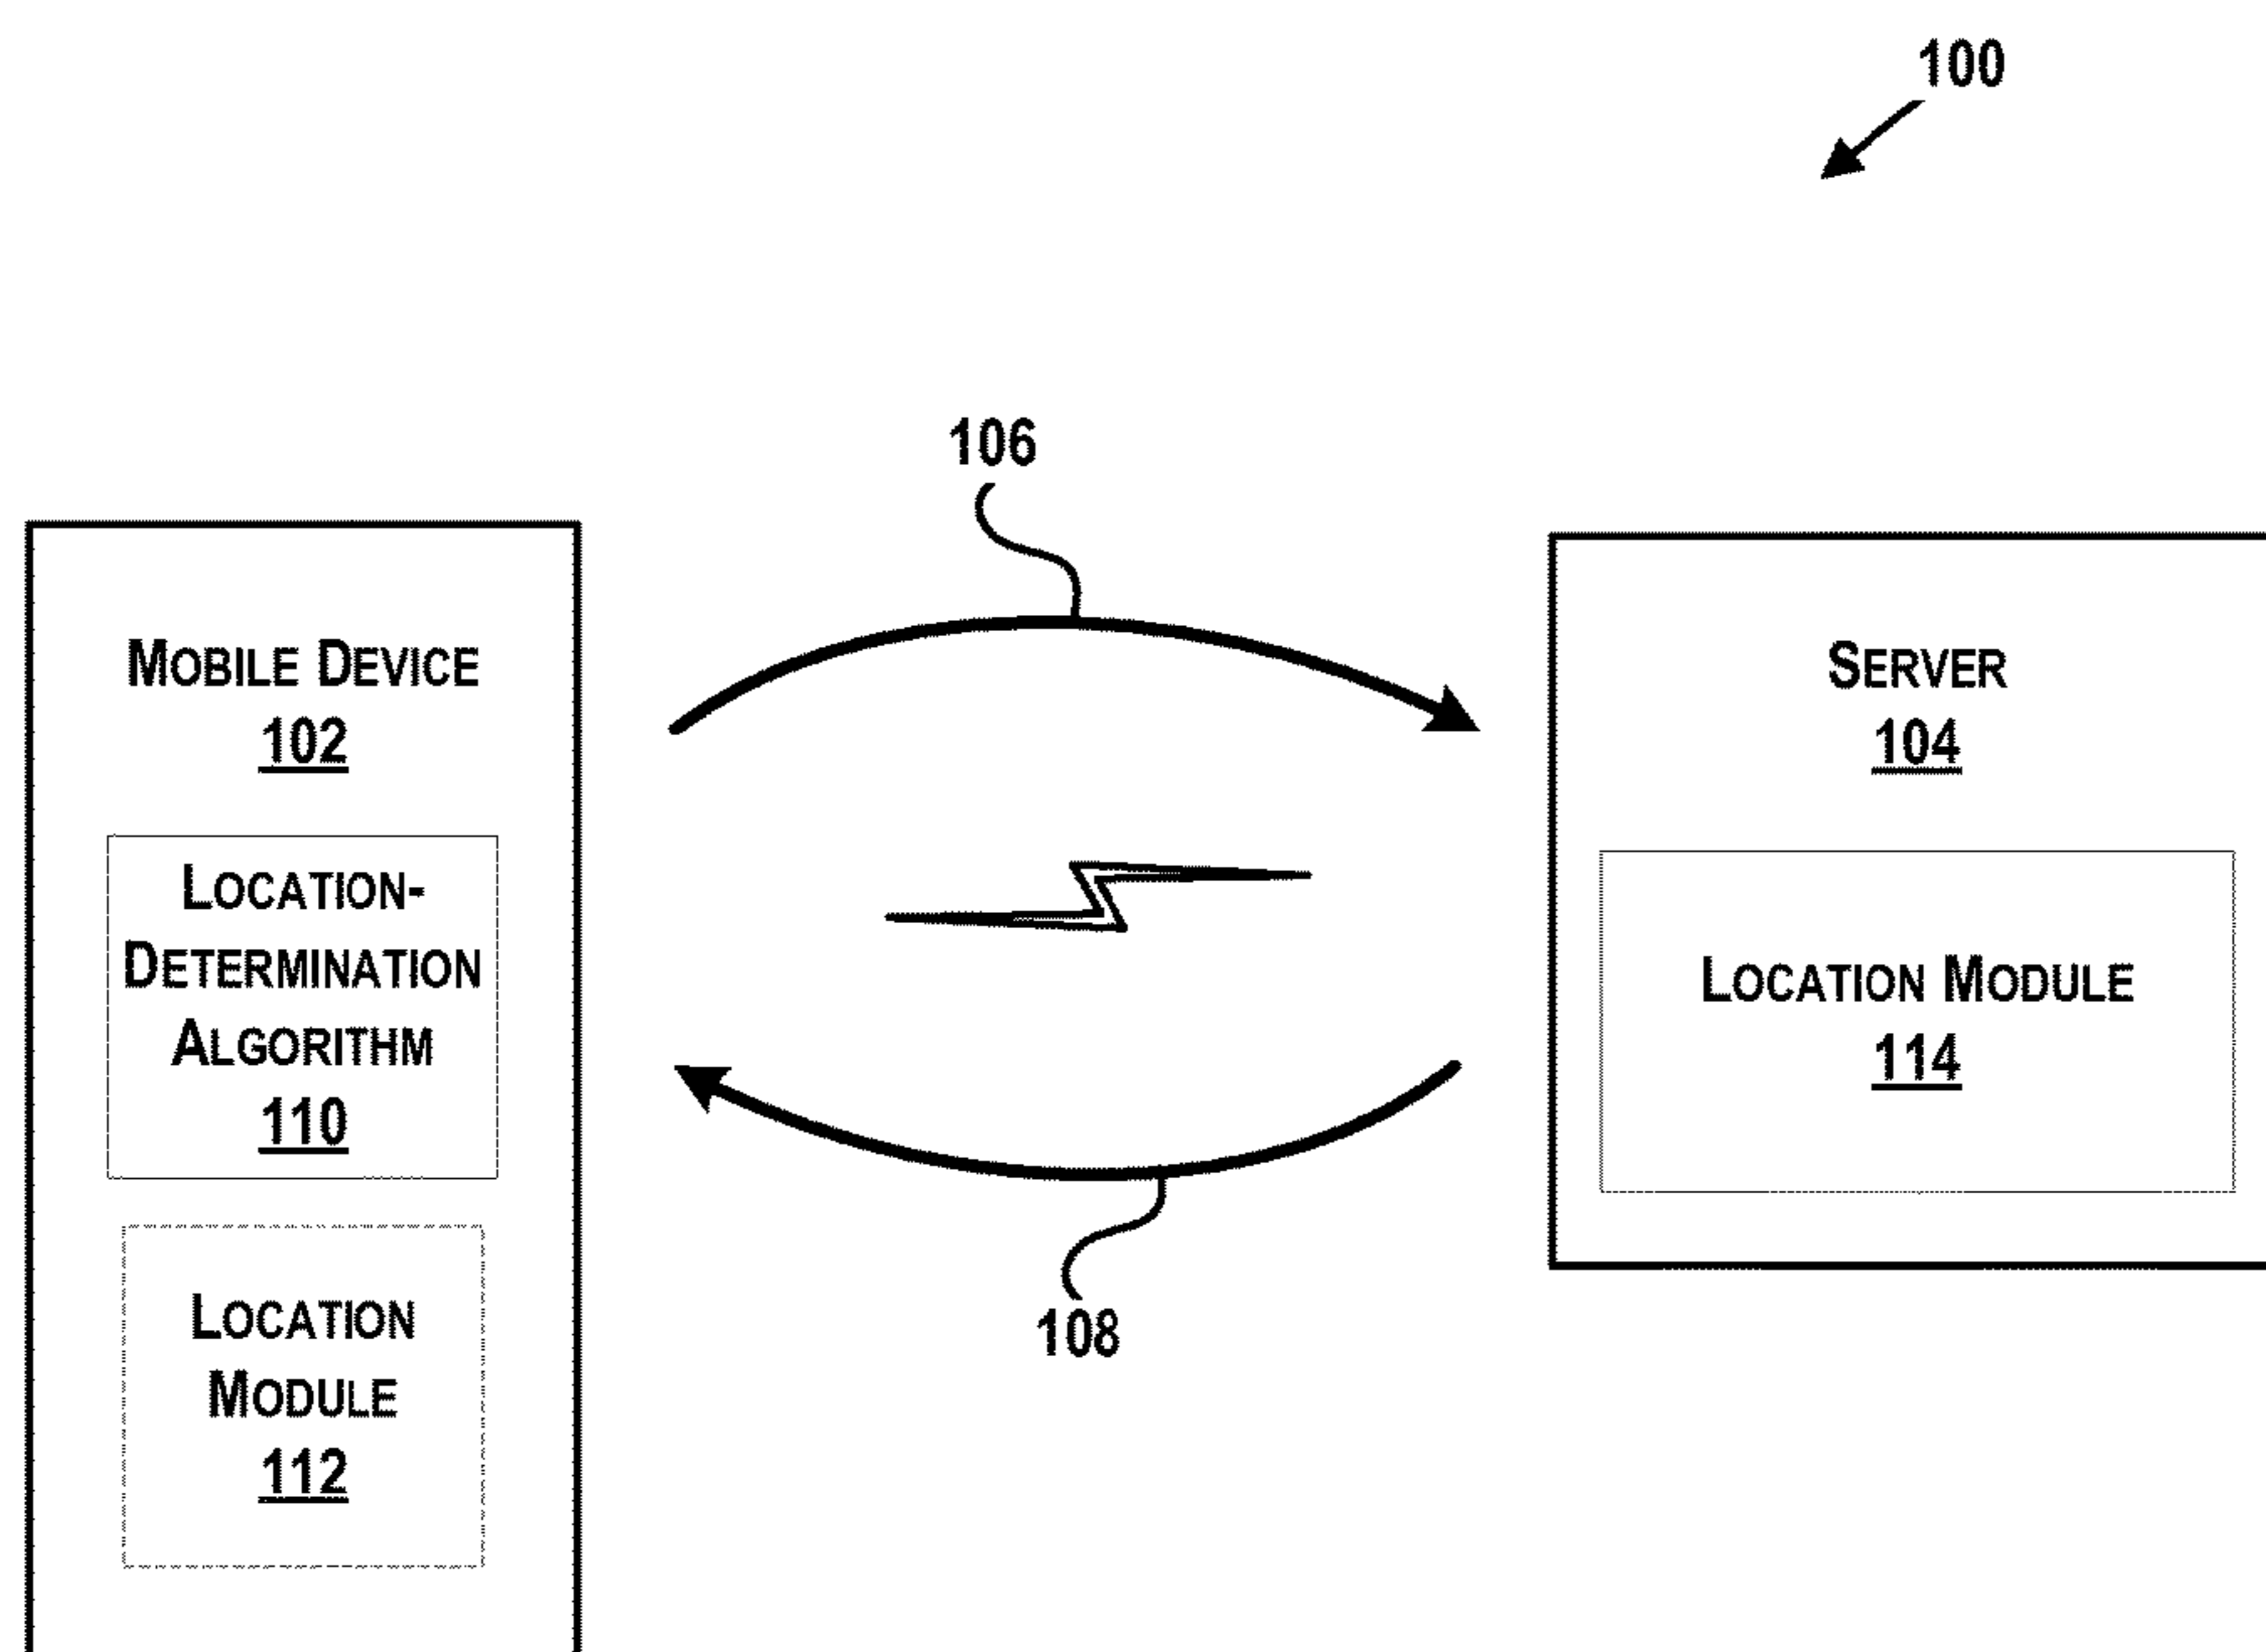 100
106
MOBILE DEVICE
102
LOCATION-
DETERMINATION
ALGORITHM
110
LOCATION
MODULE
112
SERVER
104
LOCATION MODULE
114
108